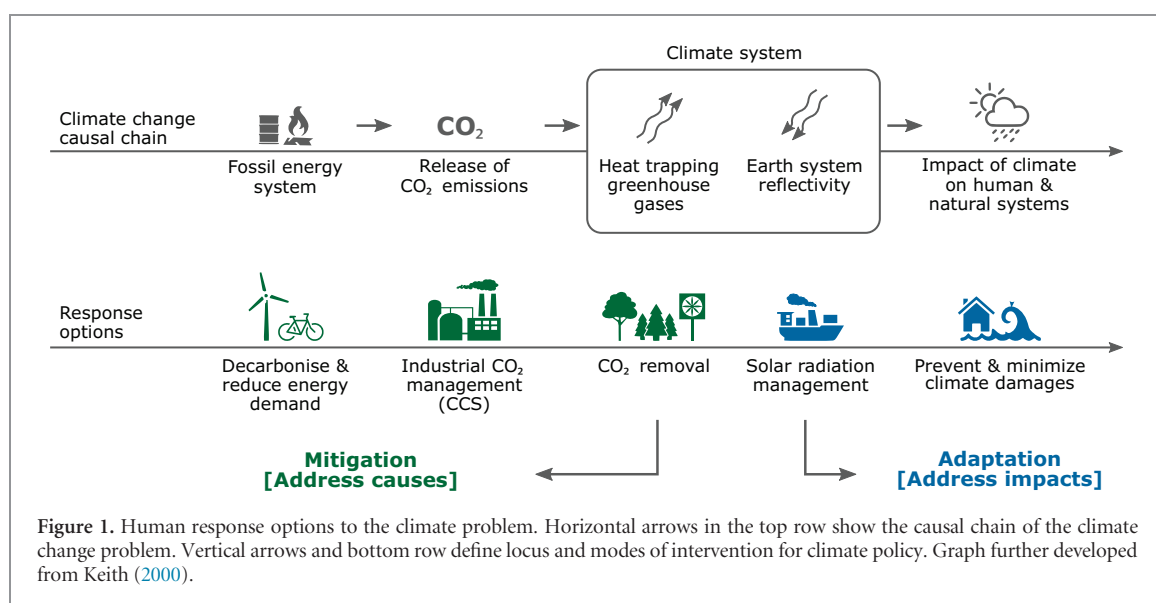 Climate system
Climate change
causal chain
CO₂
Fossil energy
system
Release of
CO₂ emissions
Heat trapping
greenhouse
gases
Earth system
reflectivity
Impact of climate
on human &
natural systems
Response
options
Decarbonise &
reduce energy
demand
Industrial CO₂
management
(CCS)
CO₂ removal
Solar radiation
management
Prevent & minimize
climate damages
Mitigation
[Address causes]
Adaptation
[Address impacts]
Figure 1. Human response options to the climate problem. Horizontal arrows in the top row show the causal chain of the climate
change problem. Vertical arrows and bottom row define locus and modes of intervention for climate policy. Graph further developed
from Keith (2000).